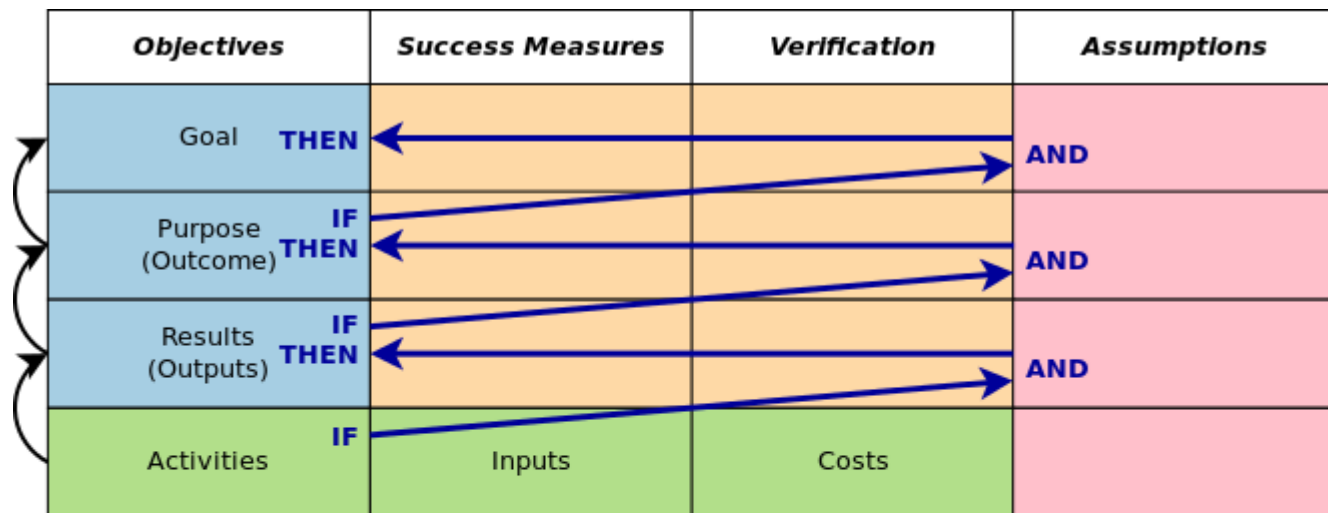 Objectives
Success Measures
Verification
Assumptions
Goal
THEN
AND
IF
Purpose
(Outcome)
THEN
AND
IF
Results
(Outputs)
THEN
AND
IF
Activities
Inputs
Costs